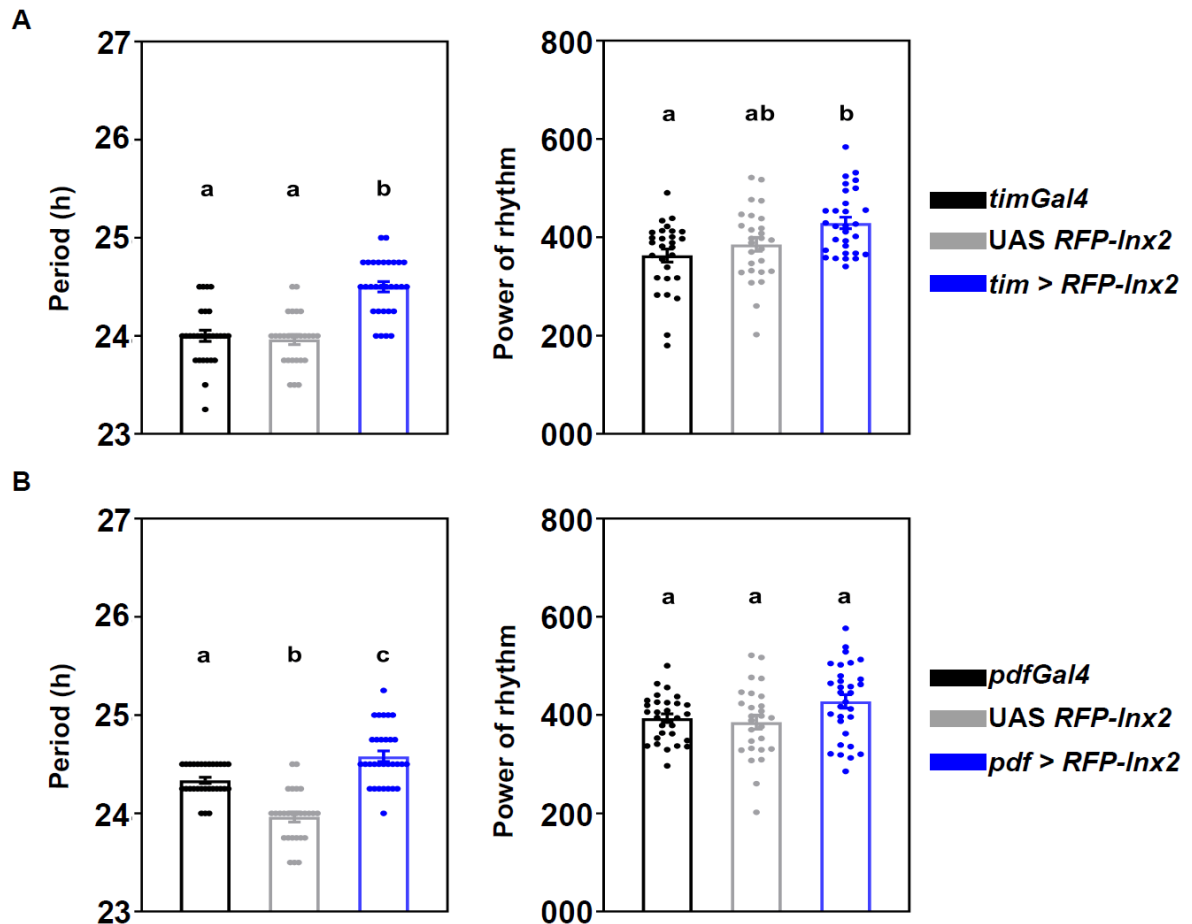 A
Period (h)
27
26
25
24
23
a a b
Power of rhythm
800
600
400
200
000
a ab b
timGal4
UAS RFP-Inx2
tim > RFP-Inx2
B
Period (h)
27
26
25
24
23
a b c
Power of rhythm
800
600
400
200
000
a a a
pdfGal4
UAS RFP-Inx2
pdf > RFP-Inx2